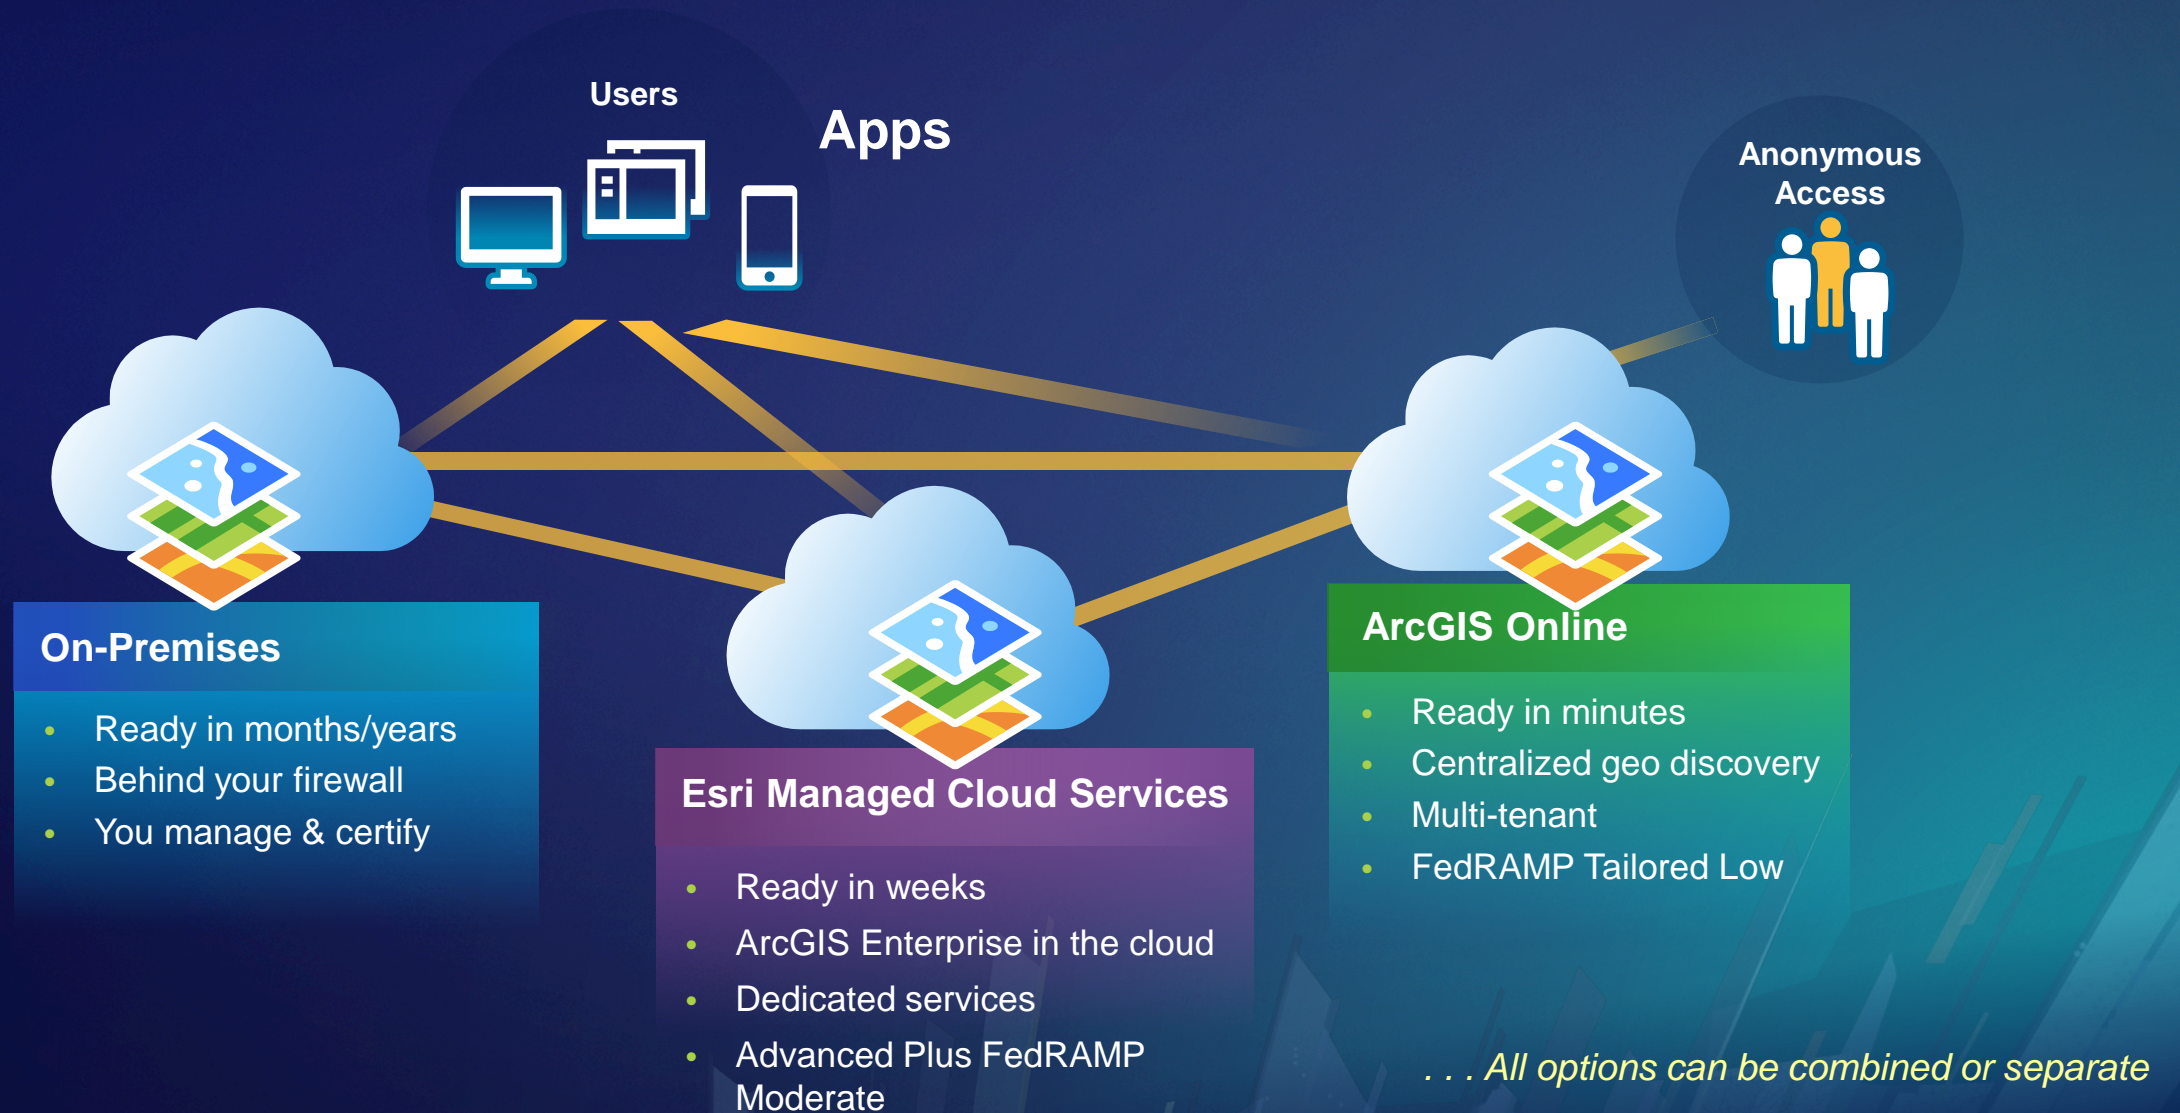 Users
Apps
Anonymous
Access
On-Premises
• Ready in months/years
• Behind your firewall
• You manage & certify
Esri Managed Cloud Services
• Ready in weeks
• ArcGIS Enterprise in the cloud
• Dedicated services
• Advanced Plus FedRAMP
Moderate
ArcGIS Online
• Ready in minutes
• Centralized geo discovery
• Multi-tenant
• FedRAMP Tailored Low
. . . All options can be combined or separate